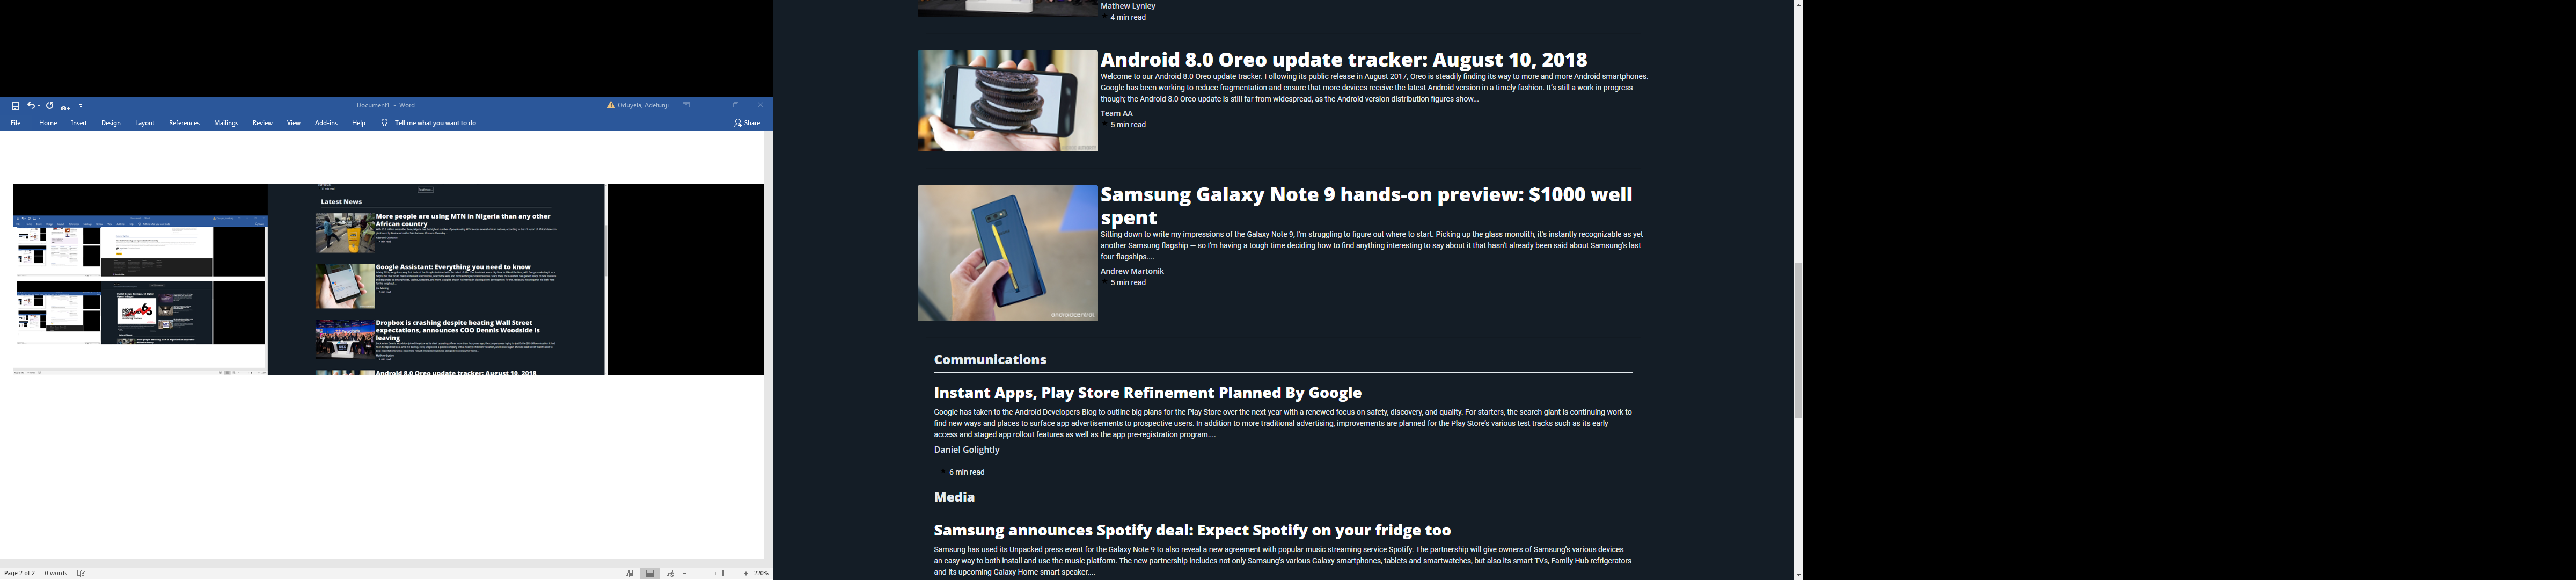 Document1 - Word
Oduyela, Adetunji
File Home Insert Design Layout References Mailings Review View Add-ins Help Tell me what you want to do
Share
Latest News
More people are using MTN in Nigeria than any other
African country
Google Assistant: Everything you need to know
Dropbox is crashing despite beating Wall Street
expectations, announces COO Dennis Woodside is
leaving
Android 8.0 Oreo update tracker: August 10, 2018
Page 2 of 2 0 words
220%
Mathew Lynley
4 min read
Android 8.0 Oreo update tracker: August 10, 2018
Welcome to our Android 8.0 Oreo update tracker. Following its public release in August 2017, Oreo is steadily finding its way to more and more Android smartphones.
Google has been working to reduce fragmentation and ensure that more devices receive the latest Android version in a timely fashion. It's still a work in progress
though; the Android 8.0 Oreo update is still far from widespread, as the Android version distribution figures show...
Team AA
5 min read
Samsung Galaxy Note 9 hands-on preview: $1000 well
spent
Sitting down to write my impressions of the Galaxy Note 9, I'm struggling to figure out where to start. Picking up the glass monolith, it's instantly recognizable as yet
another Samsung flagship — so I'm having a tough time deciding how to find anything interesting to say about it that hasn't already been said about Samsung's last
four flagships....
Andrew Martonik
5 min read
androidcentral
Communications
Instant Apps, Play Store Refinement Planned By Google
Google has taken to the Android Developers Blog to outline big plans for the Play Store over the next year with a renewed focus on safety, discovery, and quality. For starters, the search giant is continuing work to
find new ways and places to surface app advertisements to prospective users. In addition to more traditional advertising, improvements are planned for the Play Store's various test tracks such as its early
access and staged app rollout features as well as the app pre-registration program....
Daniel Golightly
6 min read
Media
Samsung announces Spotify deal: Expect Spotify on your fridge too
Samsung has used its Unpacked press event for the Galaxy Note 9 to also reveal a new agreement with popular music streaming service Spotify. The partnership will give owners of Samsung's various devices
an easy way to both install and use the music platform. The new partnership includes not only Samsung's various Galaxy smartphones, tablets and smartwatches, but also its smart TVs, Family Hub refrigerators
and its upcoming Galaxy Home smart speaker....